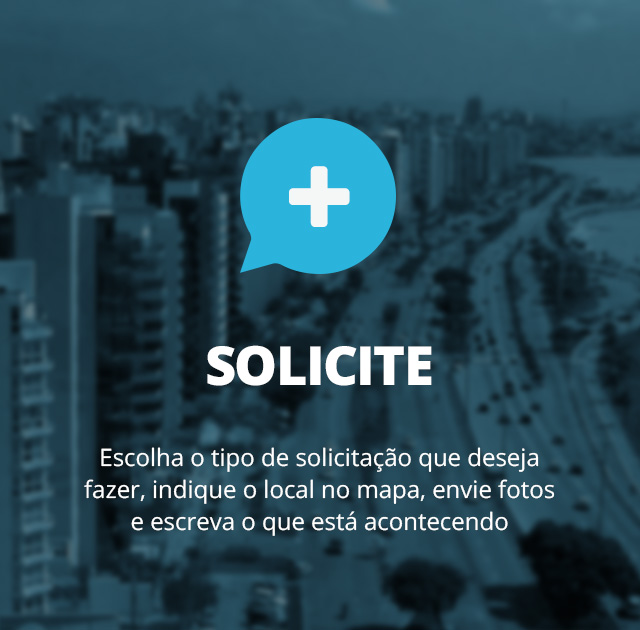 SOLICITE
Escolha o tipo de solicitação que deseja
fazer, indique o local no mapa, envie fotos
e escreva o que está acontecendo